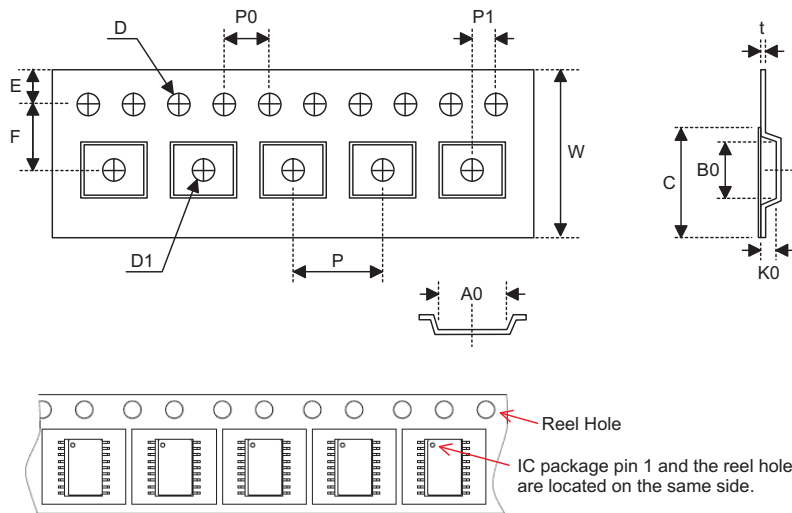 D
P0
P1
t
E
F
W
C
B0
D1
P
K0
A0
Reel Hole
IC package pin 1 and the reel hole
are located on the same side.